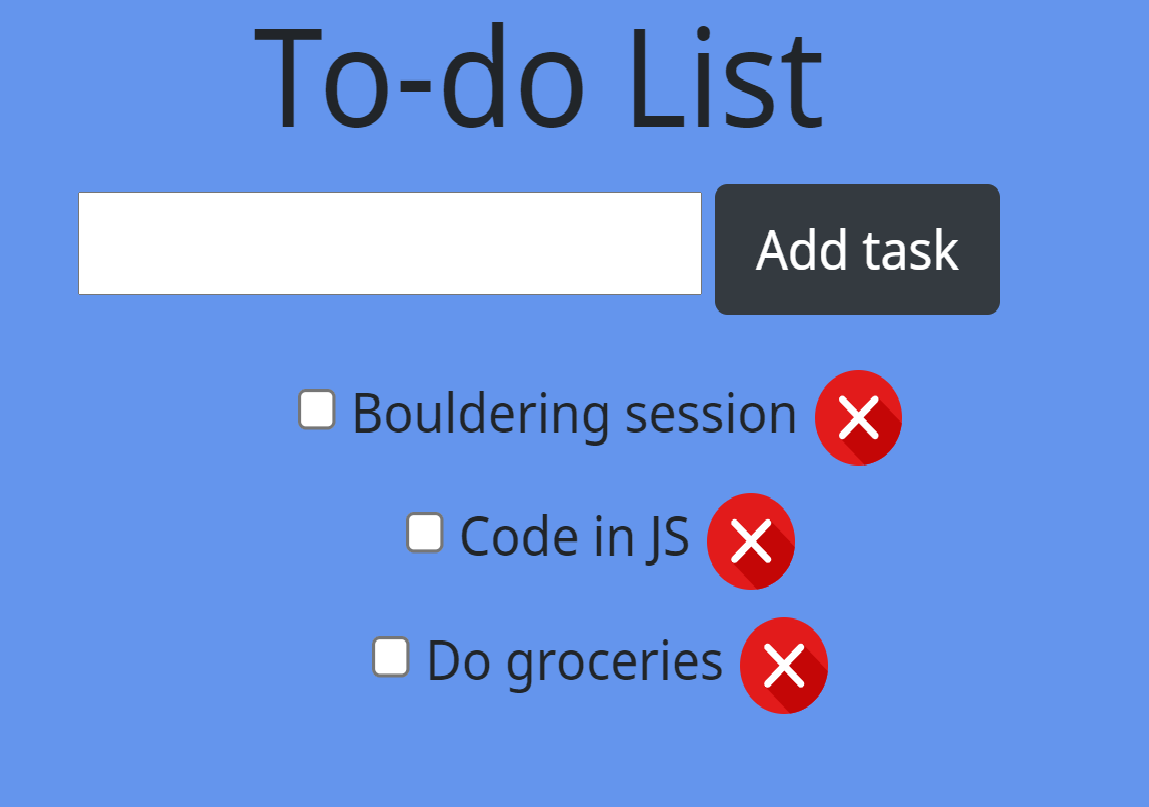 To-do List
Add task
Bouldering session
Code in JS
Do groceries